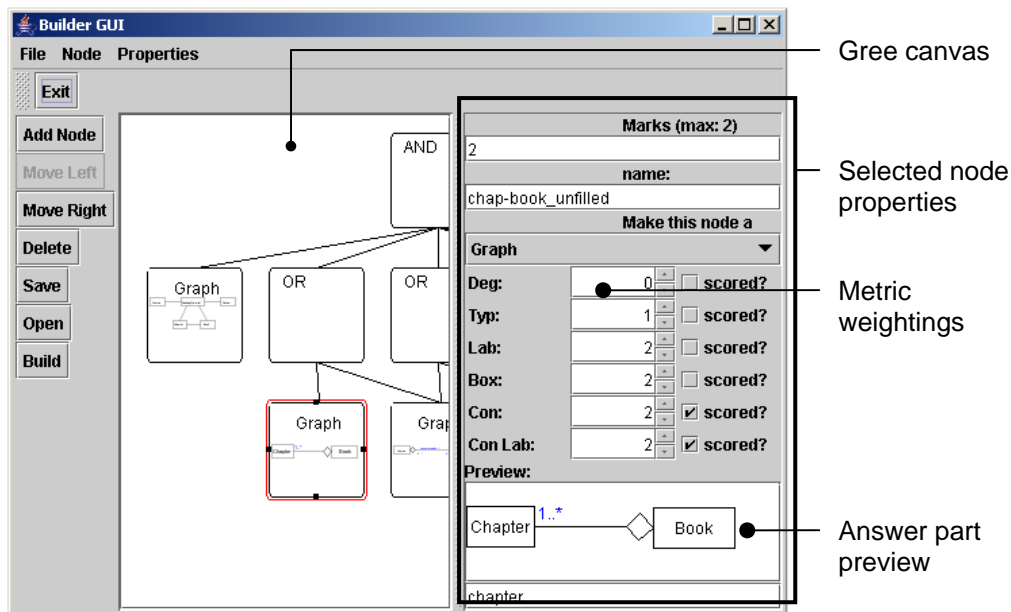 Builder GUI
File Node Properties
Exit
Add Node
Move Left
Move Right
Delete
Save
Open
Build
AND
Graph
OR
OR
Graph
Chapter
1..*
Book
Grap
Marks (max: 2)
2
name:
chap-book_unfilled
Make this node a
Graph
Deg: 0 scored?
Typ: 1 scored?
Lab: 2 scored?
Box: 2 scored?
Con: 2 scored?
Con Lab: 2 scored?
Preview:
Chapter 1..* Book
chapter
Gree canvas
Selected node
properties
Metric
weightings
Answer part
preview